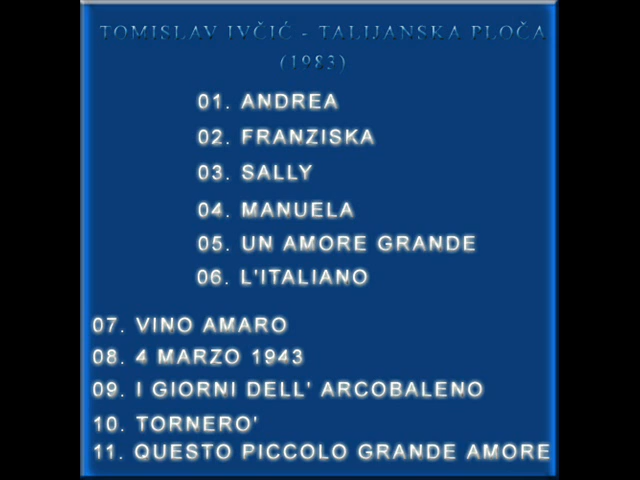 TOMISLAV IVČIĆ - TALIJANSKA PLOČA
(1983)
01. ANDREA
02. FRANZISKA
03. SALLY
04. MANUELA
05. UN AMORE GRANDE
06. L'ITALIANO
07. VINO AMARO
08. 4 MARZO 1943
09. I GIORNI DELL' ARCOBALENO
10. TORNERO'
11. QUESTO PICCOLO GRANDE AMORE